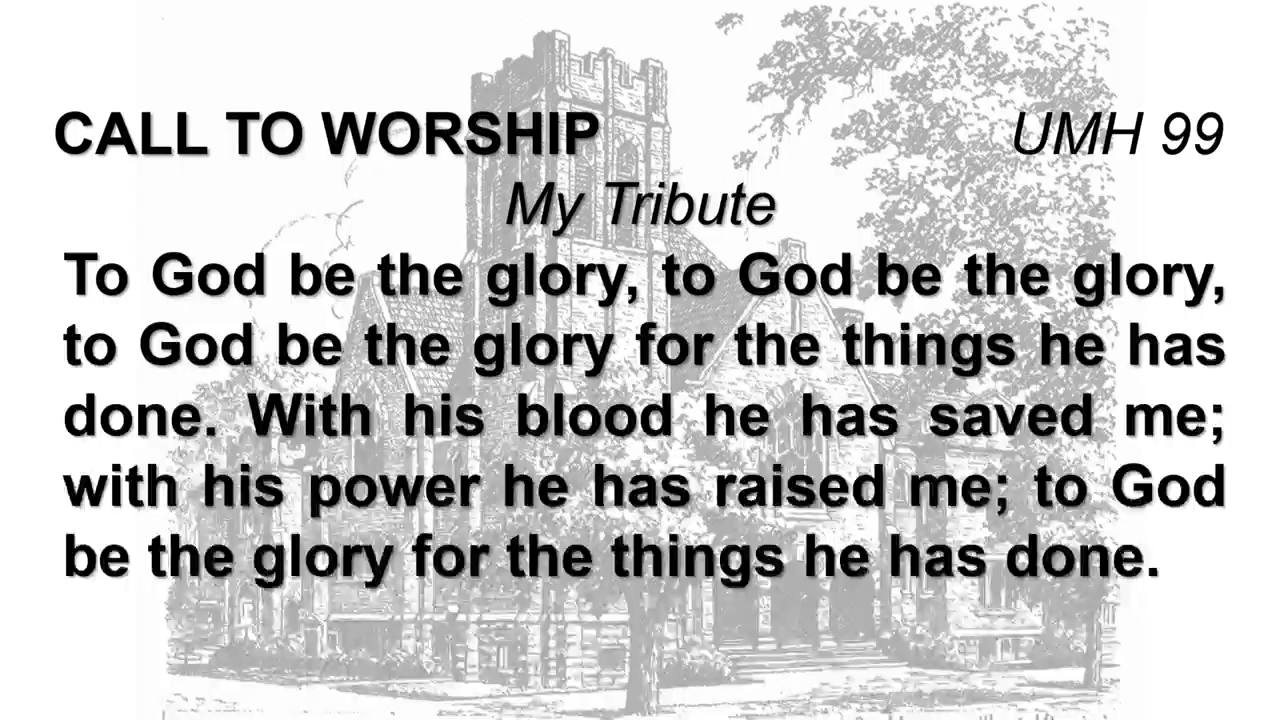 CALL TO WORSHIP UMH 99
My Tribute
To God be the glory, to God be the glory,
to God be the glory for the things he has
done. With his blood he has saved me;
with his power he has raised me; to God
be the glory for the things he has done.